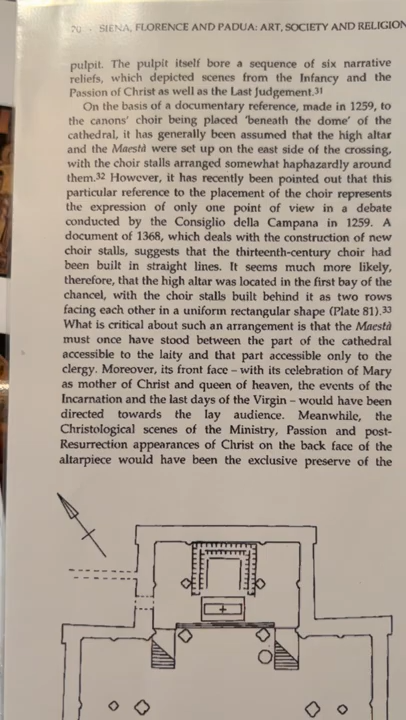 70 · SIENA, FLORENCE AND PADUA: ART, SOCIETY AND RELIGION
pulpit. The pulpit itself bore a sequence of six narrative
reliefs, which depicted scenes from the Infancy and the
Passion of Christ as well as the Last Judgement.31
On the basis of a documentary reference, made in 1259, to
the canons' choir being placed 'beneath the dome' of the
cathedral, it has generally been assumed that the high altar
and the Maestà were set up on the east side of the crossing,
with the choir stalls arranged somewhat haphazardly around
them.32 However, it has recently been pointed out that this
particular reference to the placement of the choir represents
the expression of only one point of view in a debate
conducted by the Consiglio della Campana in 1259. A
document of 1368, which deals with the construction of new
choir stalls, suggests that the thirteenth-century choir had
been built in straight lines. It seems much more likely,
therefore, that the high altar was located in the first bay of the
chancel, with the choir stalls built behind it as two rows
facing each other in a uniform rectangular shape (Plate 81).33
What is critical about such an arrangement is that the Maestà
must once have stood between the part of the cathedral
accessible to the laity and that part accessible only to the
clergy. Moreover, its front face – with its celebration of Mary
as mother of Christ and queen of heaven, the events of the
Incarnation and the last days of the Virgin – would have been
directed towards the lay audience. Meanwhile, the
Christological scenes of the Ministry, Passion and post-
Resurrection appearances of Christ on the back face of the
altarpiece would have been the exclusive preserve of the